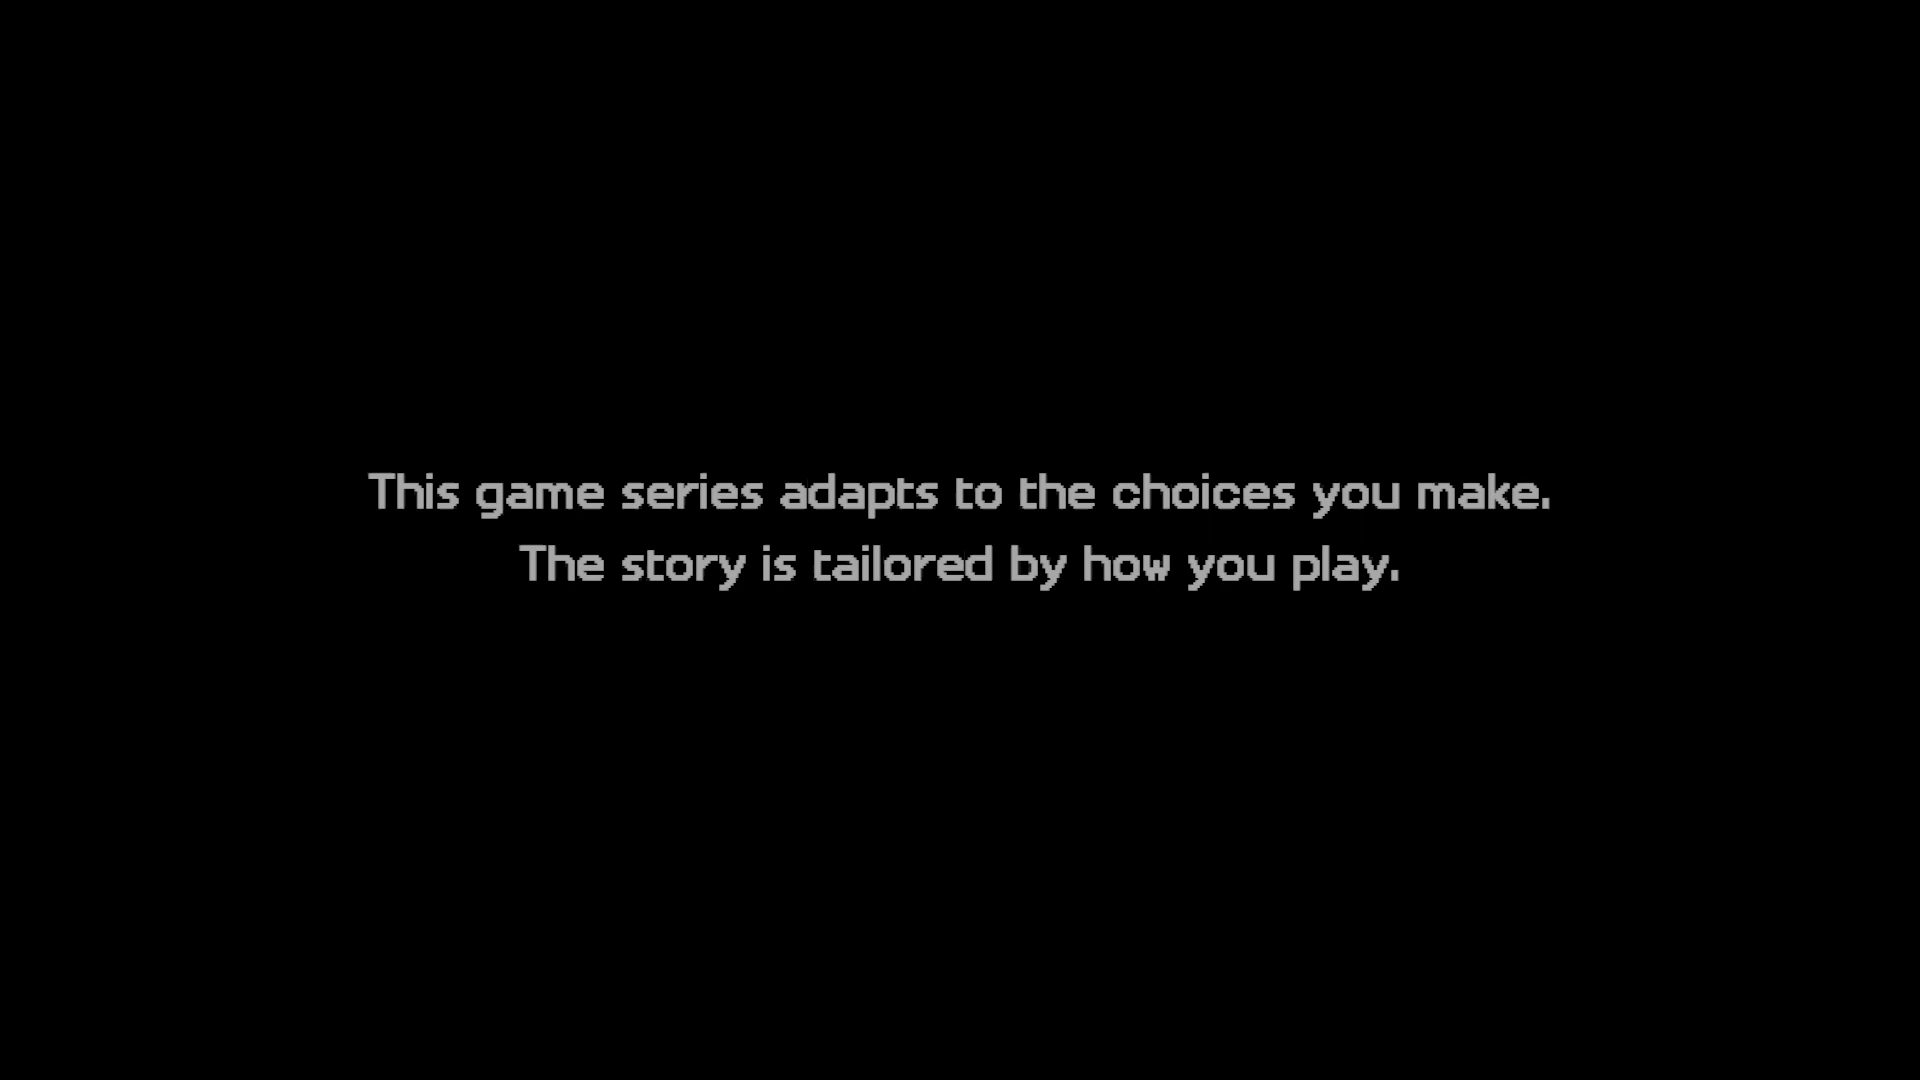 This game series adapts to the choices you make.
The story is tailored by how you play.